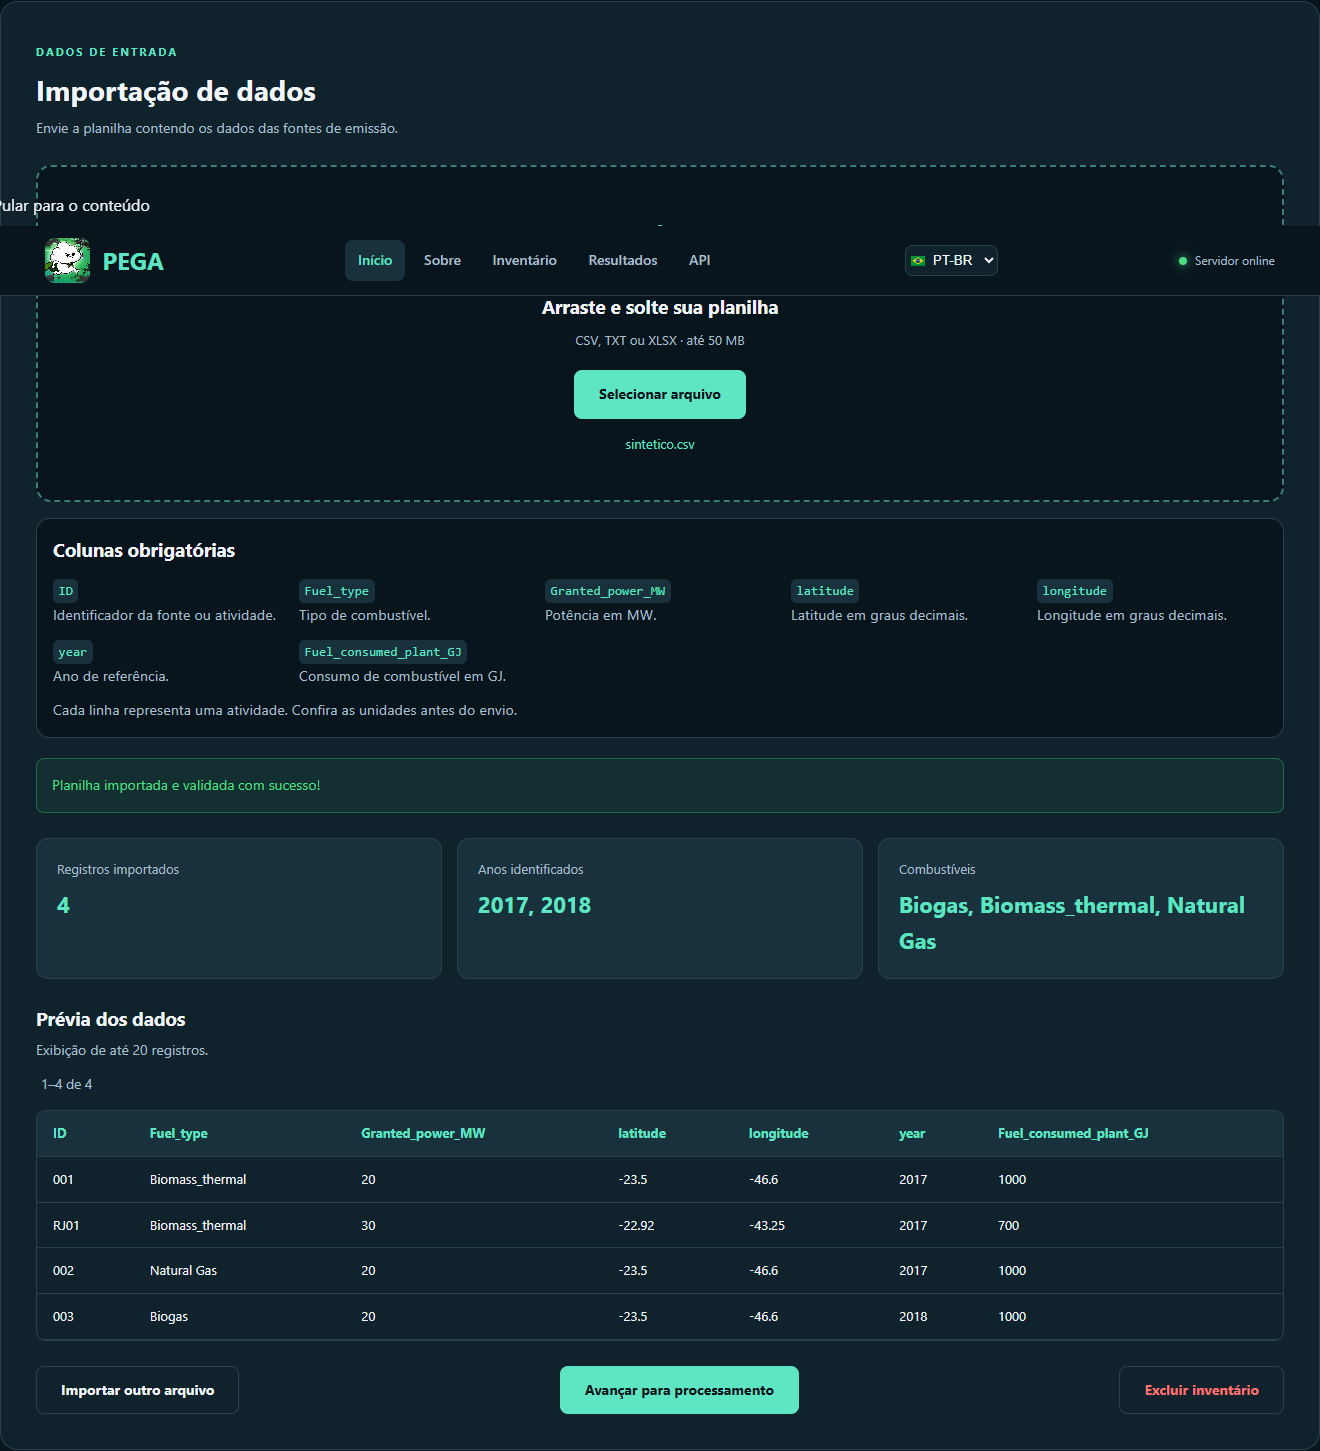 DADOS DE ENTRADA
Importação de dados
Envie a planilha contendo os dados das fontes de emissão.
Pular para o conteúdo
PEGA
Início
Sobre
Inventário
Resultados
API
PT-BR
Servidor online
Arraste e solte sua planilha
CSV, TXT ou XLSX · até 50 MB
Selecionar arquivo
sintetico.csv
Colunas obrigatórias
ID
Identificador da fonte ou atividade.
Fuel_type
Tipo de combustível.
Granted_power_MW
Potência em MW.
latitude
Latitude em graus decimais.
longitude
Longitude em graus decimais.
year
Ano de referência.
Fuel_consumed_plant_GJ
Consumo de combustível em GJ.
Cada linha representa uma atividade. Confira as unidades antes do envio.
Planilha importada e validada com sucesso!
Registros importados
4
Anos identificados
2017, 2018
Combustíveis
Biogas, Biomass_thermal, Natural
Gas
Prévia dos dados
Exibição de até 20 registros.
1–4 de 4
ID Fuel_type Granted_power_MW latitude longitude year Fuel_consumed_plant_GJ
001 Biomass_thermal 20 -23.5 -46.6 2017 1000
RJ01 Biomass_thermal 30 -22.92 -43.25 2017 700
002 Natural Gas 20 -23.5 -46.6 2017 1000
003 Biogas 20 -23.5 -46.6 2018 1000
Importar outro arquivo
Avançar para processamento
Excluir inventário